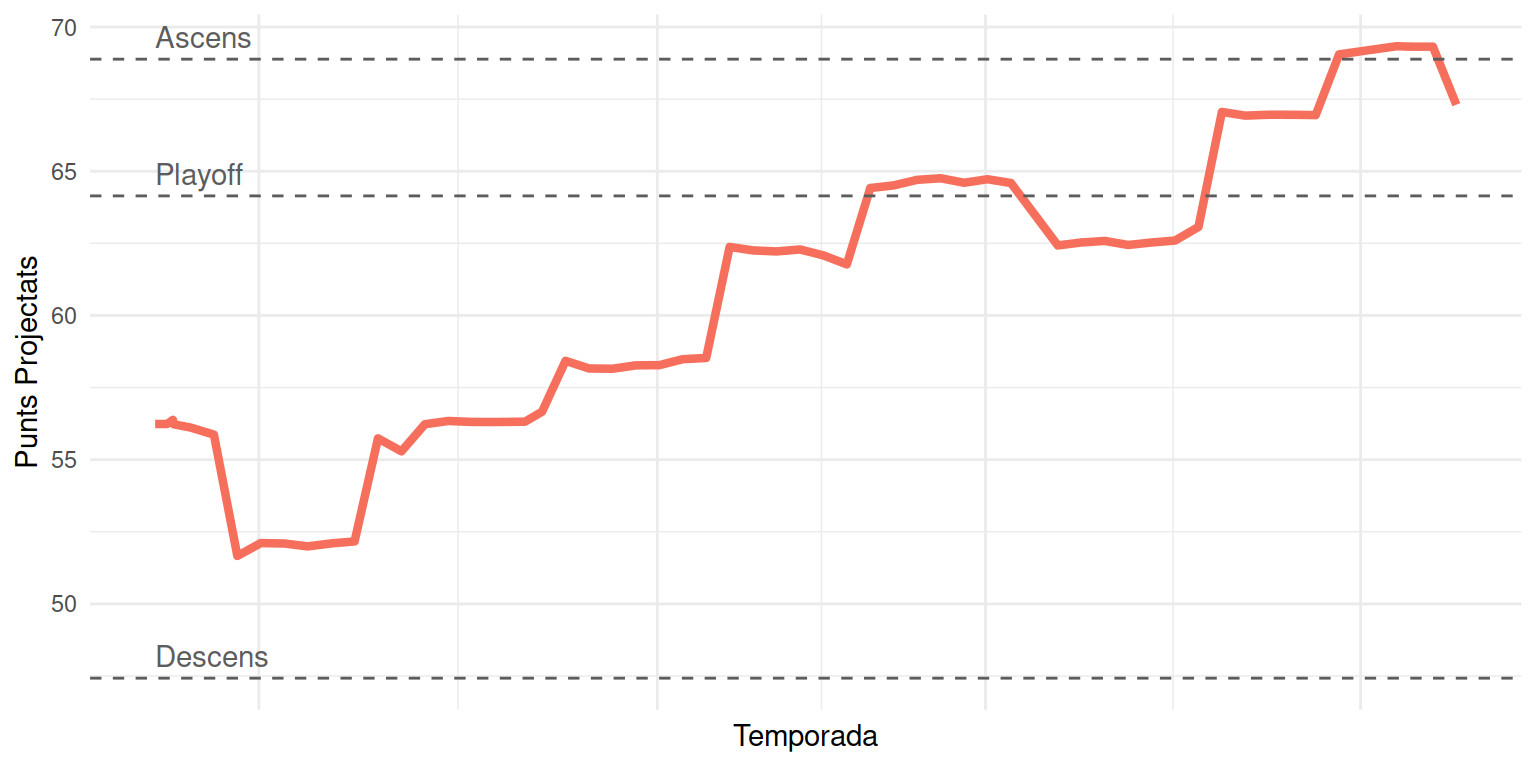 70
Ascens
65
Playoff
60
55
50
Descens
Punts Projectats
Temporada